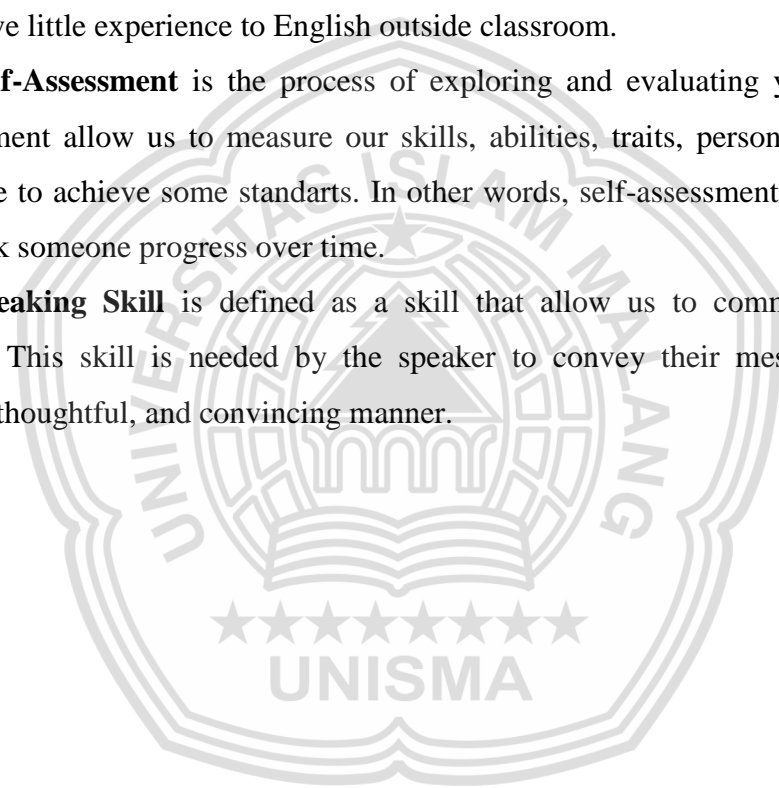 ve little experience to English outside classroom.
f-Assessment is the process of exploring and evaluating y
ment allow us to measure our skills, abilities, traits, person
e to achieve some standarts. In other words, self-assessment
k someone progress over time.
eaking Skill is defined as a skill that allow us to comm
This skill is needed by the speaker to convey their mes
thoughtful, and convincing manner.
UNIVERSITAS ISLAM MALANG
UNISMA